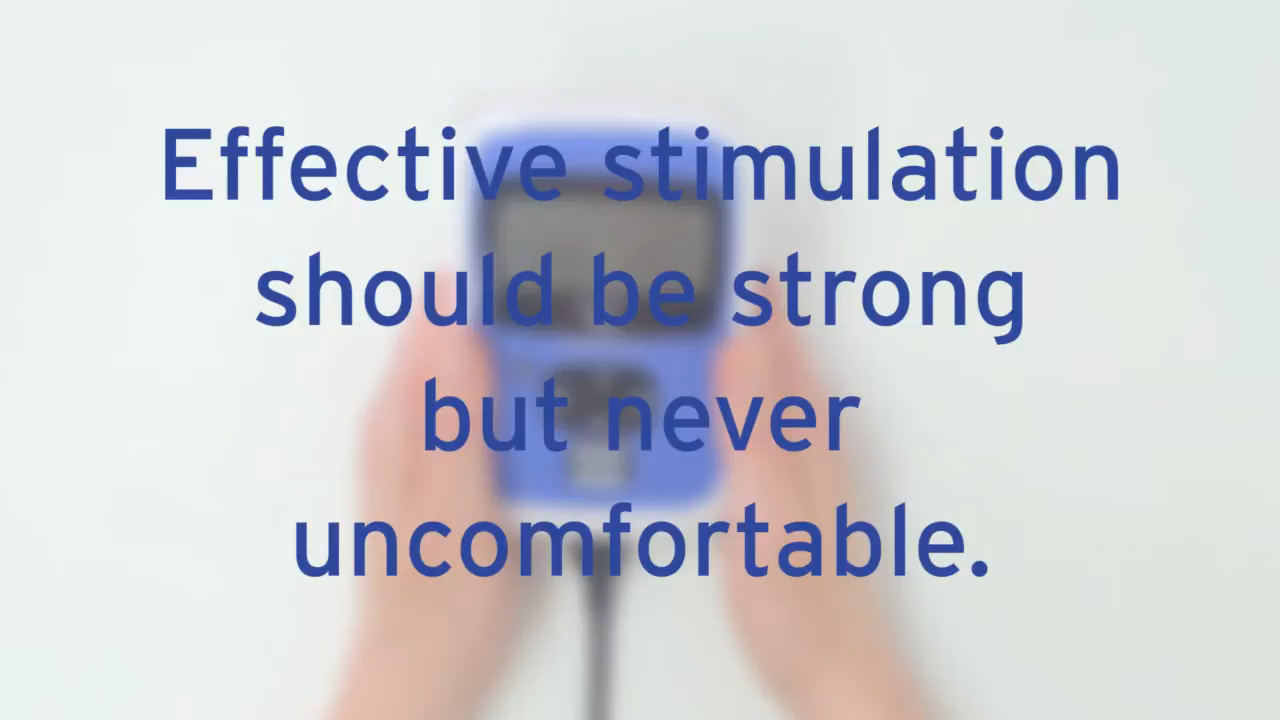 Effective stimulation
should be strong
but never
uncomfortable.